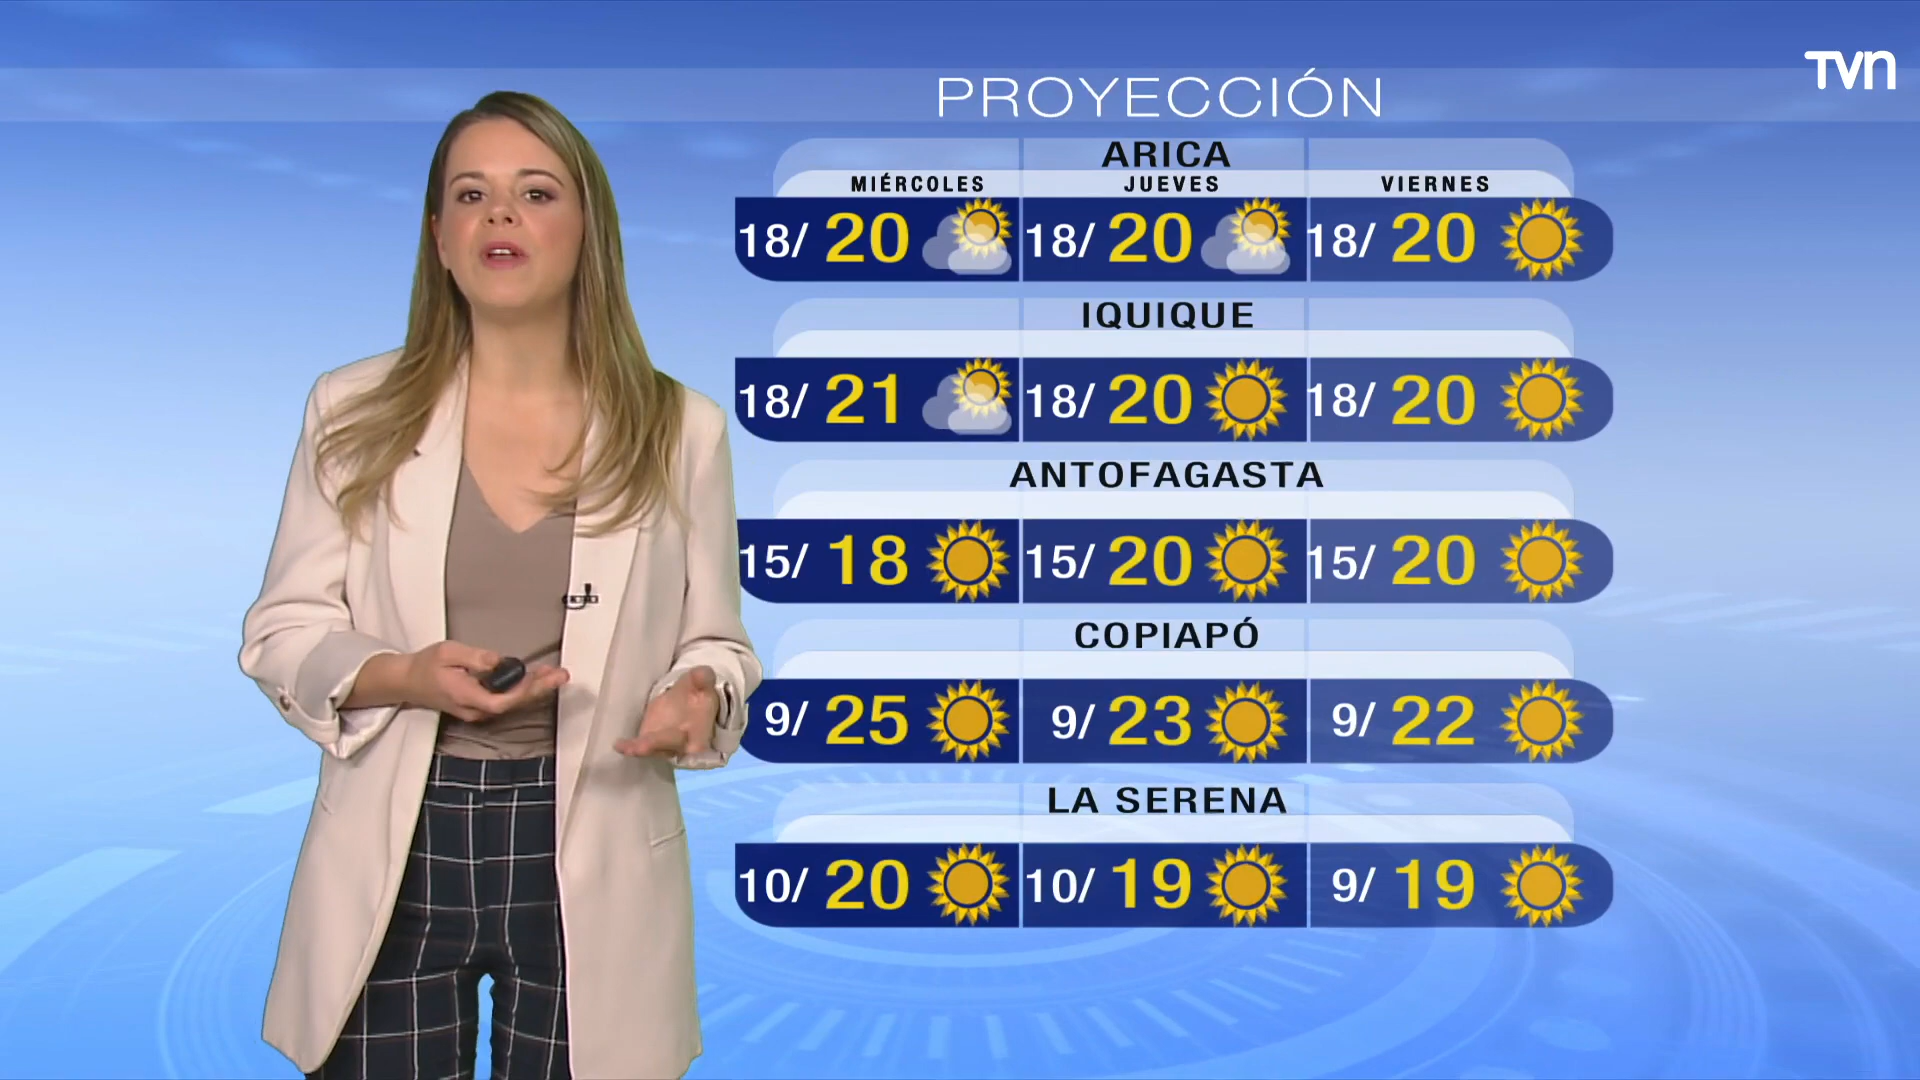 TVN
PROYECCIÓN
ARICA
MIÉRCOLES JUEVES VIERNES
18/ 20 18/ 20 18/ 20
IQUIQUE
18/ 21 18/ 20 18/ 20
ANTOFAGASTA
15/ 18 15/ 20 15/ 20
COPIAPÓ
9/ 25 9/ 23 9/ 22
LA SERENA
10/ 20 10/ 19 9/ 19